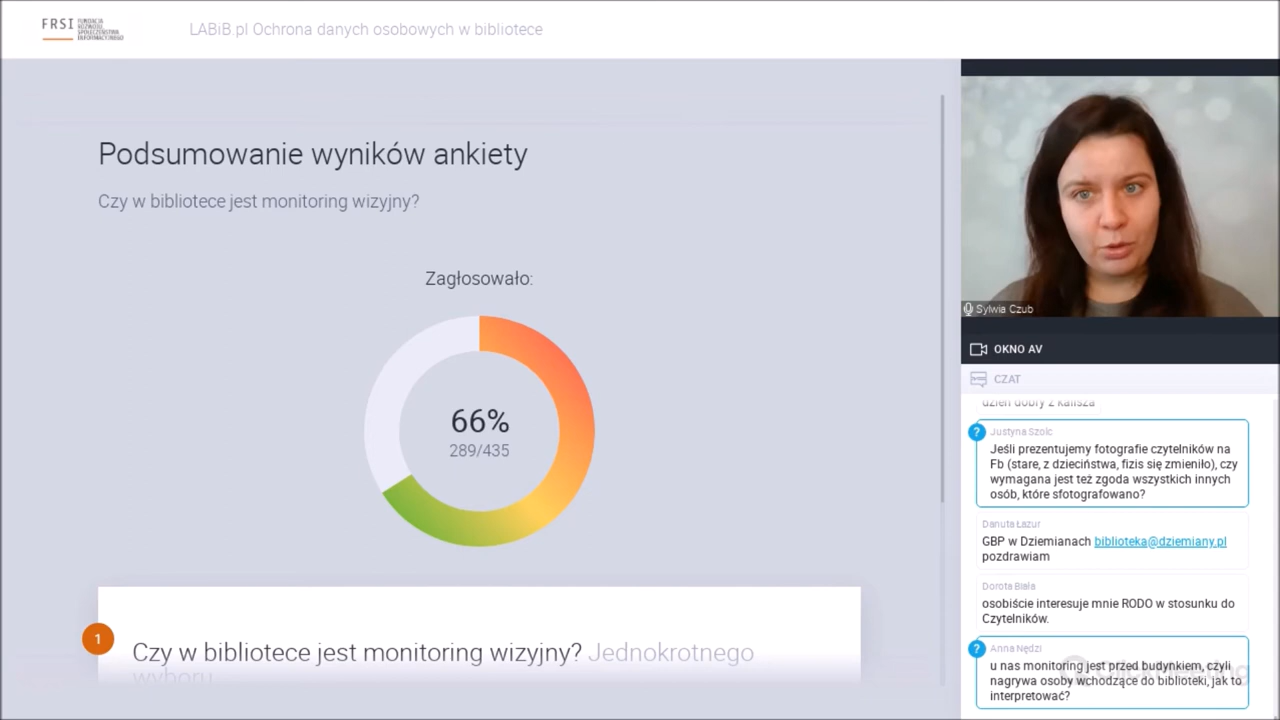 FRSI FUNDACJA
ROZWOJU
SPOŁECZEŃSTWA
INFORMACYJNEGO
LABiB.pl Ochrona danych osobowych w bibliotece
Podsumowanie wyników ankiety
Czy w bibliotece jest monitoring wizyjny?
Zagłosowało:
66%
289/435
1
Czy w bibliotece jest monitoring wizyjny? Jednokrotnego
wyboru
Sylwia Czub
OKNO AV
CZAT
dzień dobry z kalisza
?
Justyna Szolc
Jeśli prezentujemy fotografie czytelników na
Fb (stare, z dzieciństwa, fizis się zmieniło), czy
wymagana jest też zgoda wszystkich innych
osób, które sfotografowano?
Danuta Łazur
GBP w Dziemianach biblioteka@dziemiany.pl
pozdrawiam
Dorota Biała
osobiście interesuje mnie RODO w stosunku do
Czytelników.
?
Anna Nędzi
u nas monitoring jest przed budynkiem, czyli
nagrywa osoby wchodzące do biblioteki, jak to
interpretować?